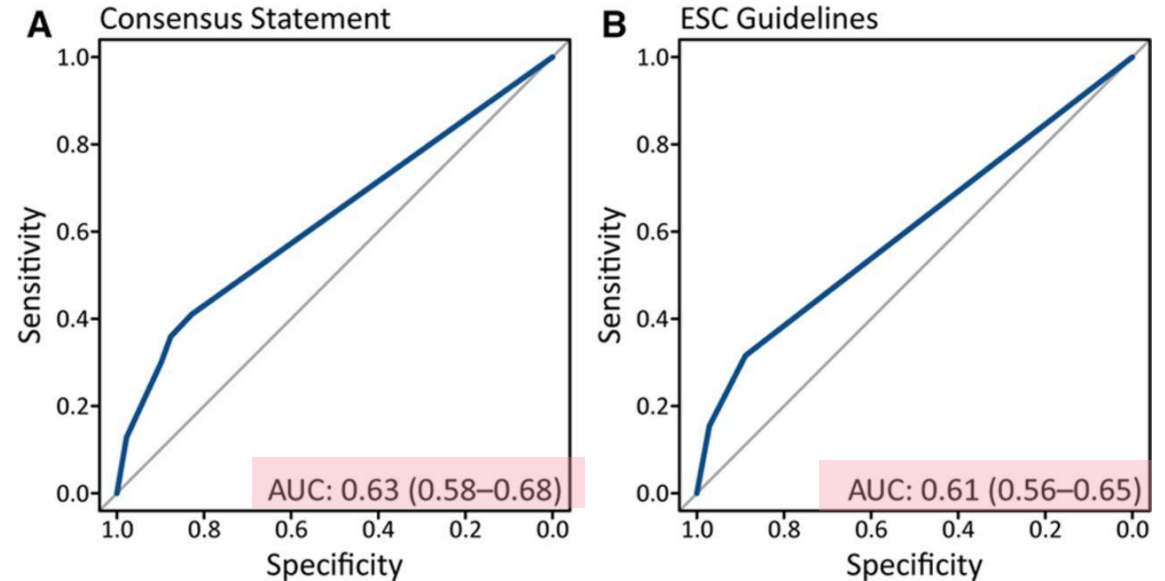 A Consensus Statement
1.0
0.8
0.6
0.4
0.2
0.0
Sensitivity
AUC: 0.63 (0.58–0.68)
1.0 0.8 0.6 0.4 0.2 0.0
Specificity
B ESC Guidelines
1.0
0.8
0.6
0.4
0.2
0.0
Sensitivity
AUC: 0.61 (0.56–0.65)
1.0 0.8 0.6 0.4 0.2 0.0
Specificity